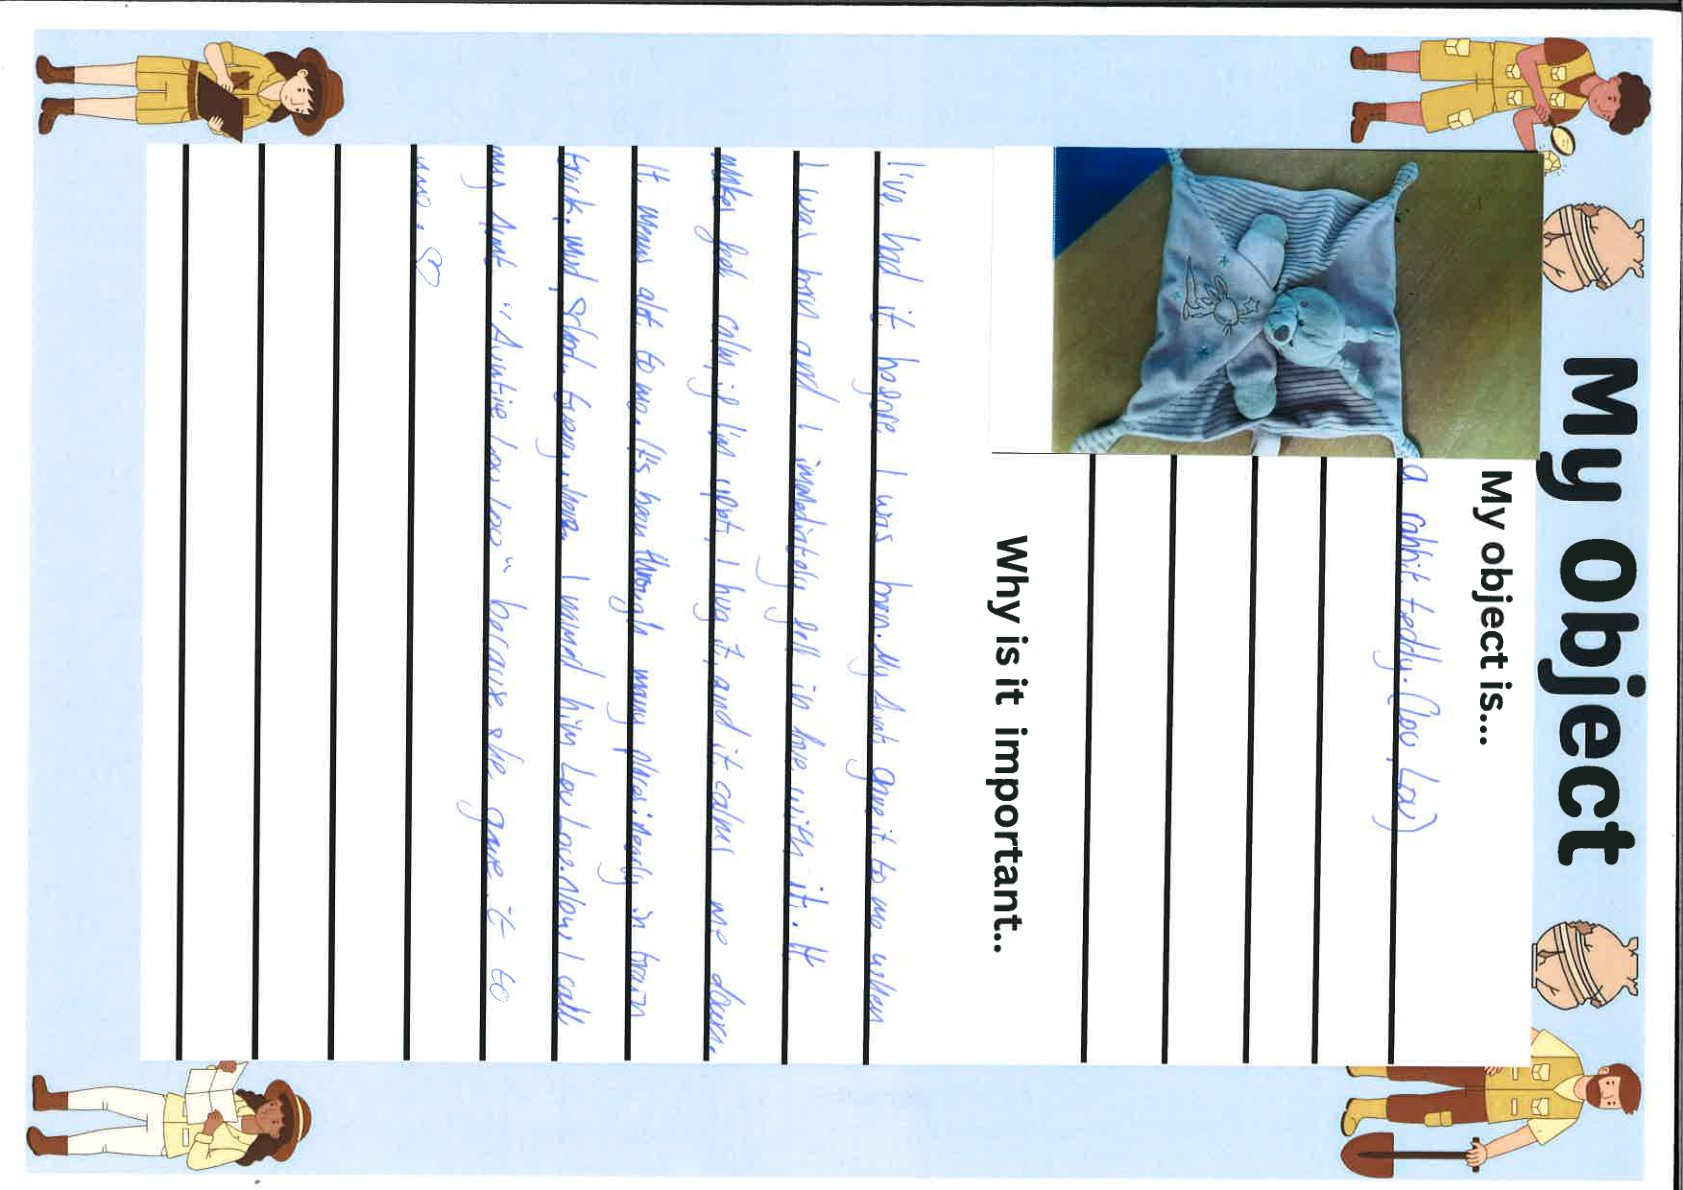 My Object
My object is...
a rabbit teddy. (Lou Lou)
Why is it important..
I've had it before I was born. My Aunt gave it to me when
I was born and I immediately fell in love with it. It
makes feel calm, if I'm upset, I hug it, and it calms me down.
It means alot to me. It's been through many places: nearly in train
track, mud, school. Everywhere. I named him Lou Lou. Now I call
my Aunt "Auntie Lou Lou" because she gave it to
me. ♡